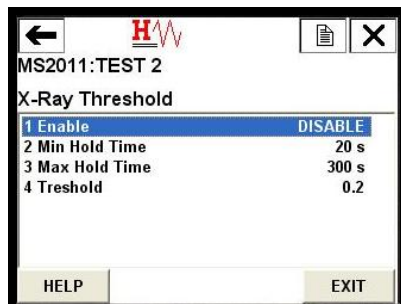 H
MS2011:TEST 2
X-Ray Threshold
1 Enable DISABLE
2 Min Hold Time 20 s
3 Max Hold Time 300 s
4 Treshold 0.2
HELP EXIT